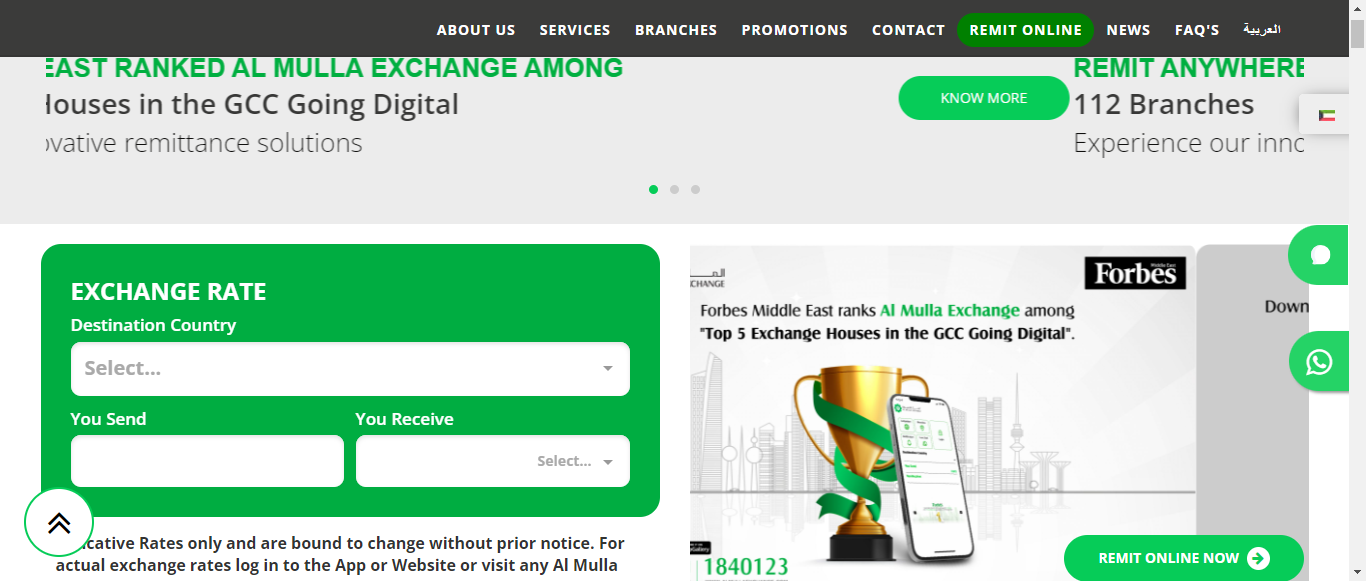 ABOUT US SERVICES BRANCHES PROMOTIONS CONTACT REMIT ONLINE NEWS FAQ'S العربية
EAST RANKED AL MULLA EXCHANGE AMONG
Houses in the GCC Going Digital
ovative remittance solutions
KNOW MORE
REMIT ANYWHERE
112 Branches
Experience our inno
EXCHANGE RATE
Destination Country
Select...
You Send You Receive
Select...
icative Rates only and are bound to change without prior notice. For
actual exchange rates log in to the App or Website or visit any Al Mulla
CHANGE
Forbes
Forbes Middle East ranks Al Mulla Exchange among
"Top 5 Exchange Houses in the GCC Going Digital".
1840123
Down
REMIT ONLINE NOW